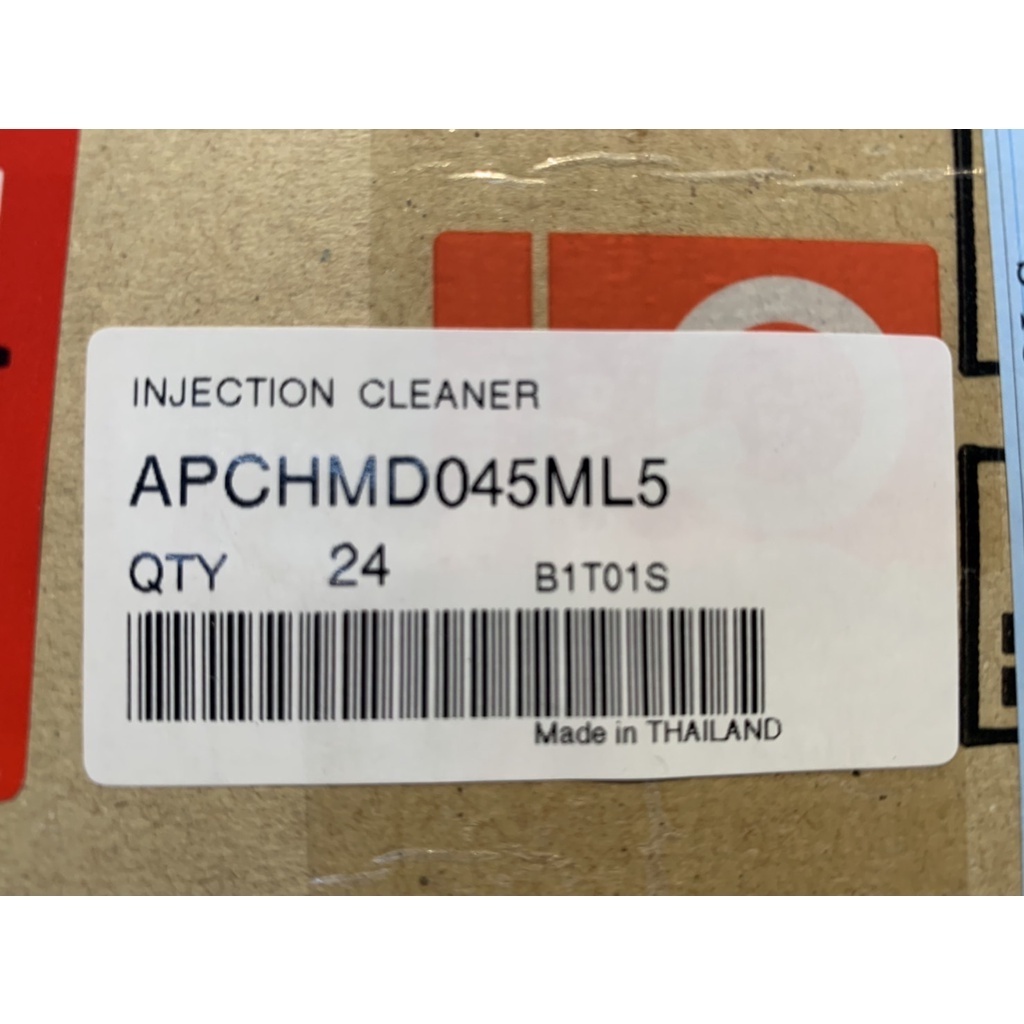 INJECTION CLEANER
APCHMD045ML5
QTY 24 B1T01S
Made in THAILAND